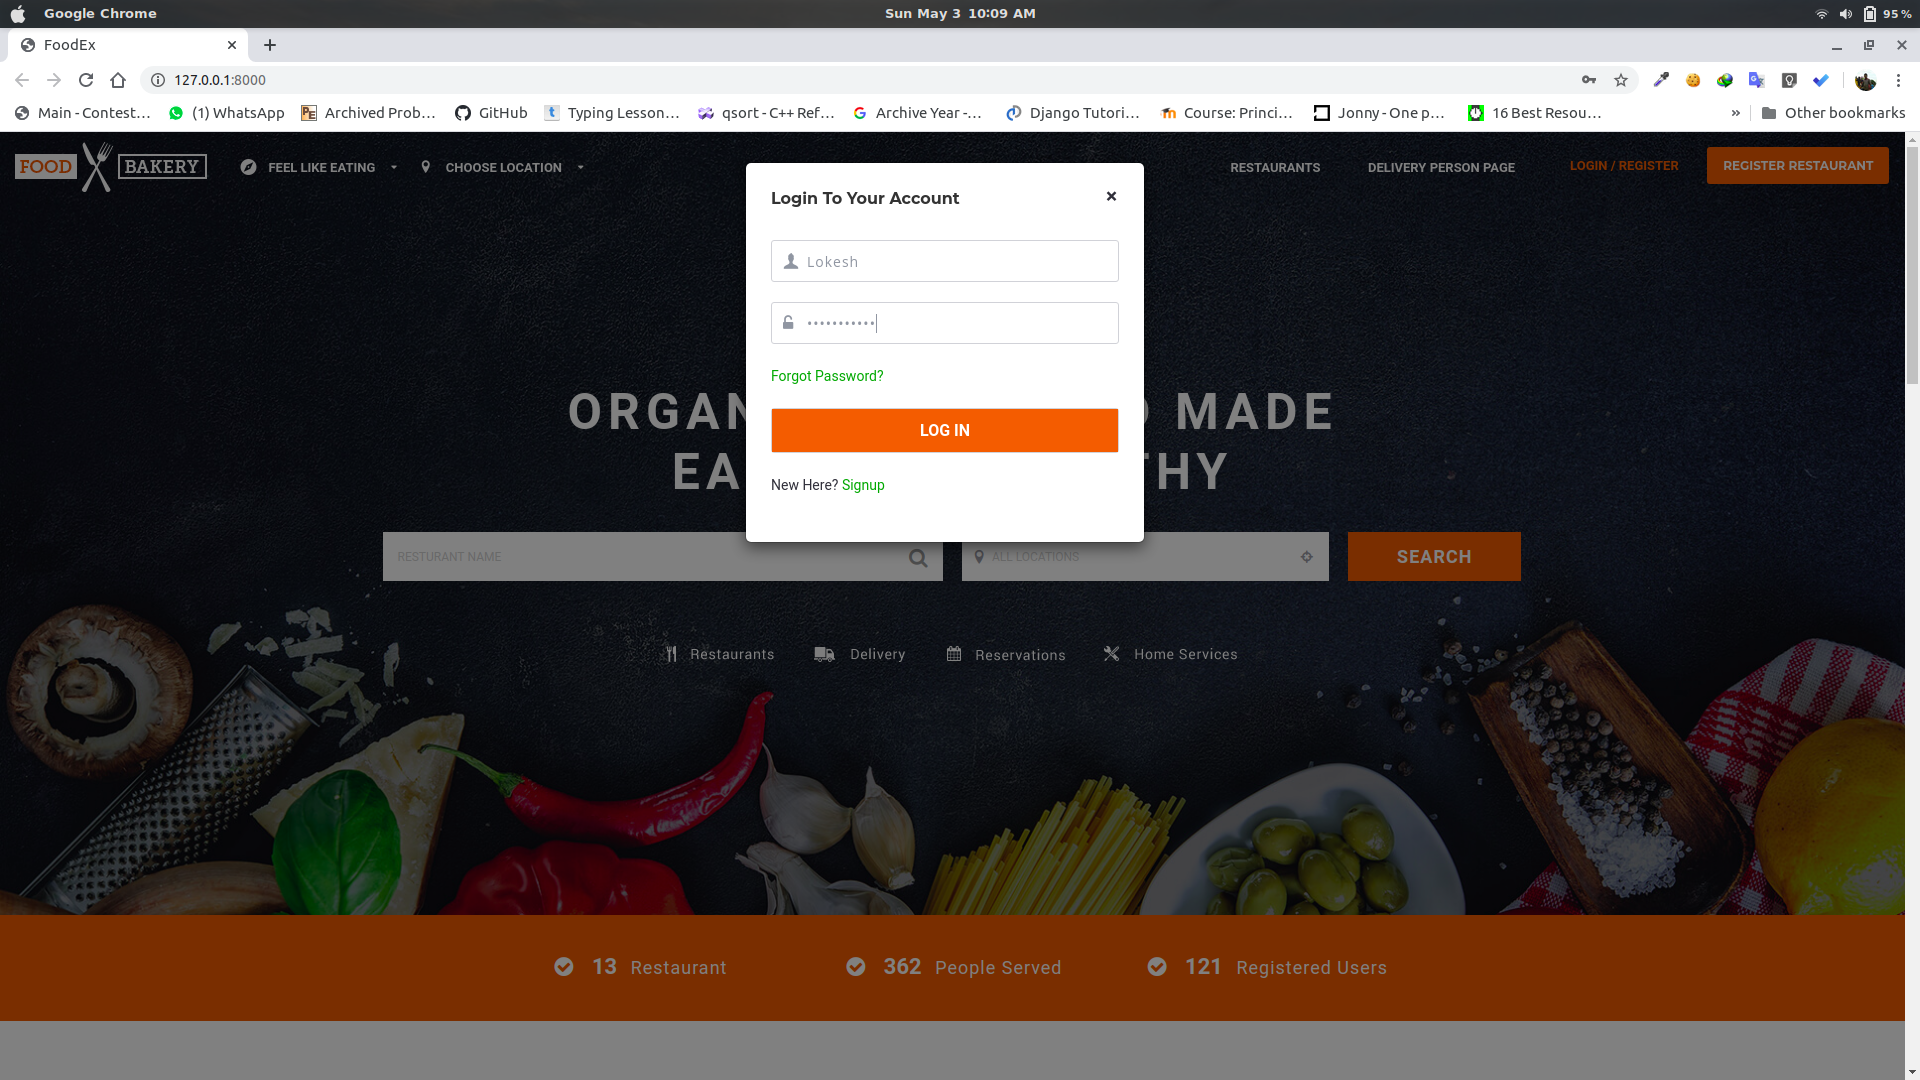 Google Chrome
Sun May 3 10:09 AM
95 %
FoodEx
127.0.0.1:8000
Main - Contest...
(1) WhatsApp
Archived Prob...
GitHub
Typing Lesson...
qsort - C++ Ref...
Archive Year -...
Django Tutori...
Course: Princi...
Jonny - One p...
16 Best Resou...
»
Other bookmarks
FOOD BAKERY
FEEL LIKE EATING
CHOOSE LOCATION
RESTAURANTS
DELIVERY PERSON PAGE
LOGIN / REGISTER
REGISTER RESTAURANT
Login To Your Account
Lokesh
•••••••••••
Forgot Password?
LOG IN
New Here? Signup
ORGAN MADE
EA THY
RESTURANT NAME
ALL LOCATIONS
SEARCH
Restaurants
Delivery
Reservations
Home Services
13 Restaurant
362 People Served
121 Registered Users